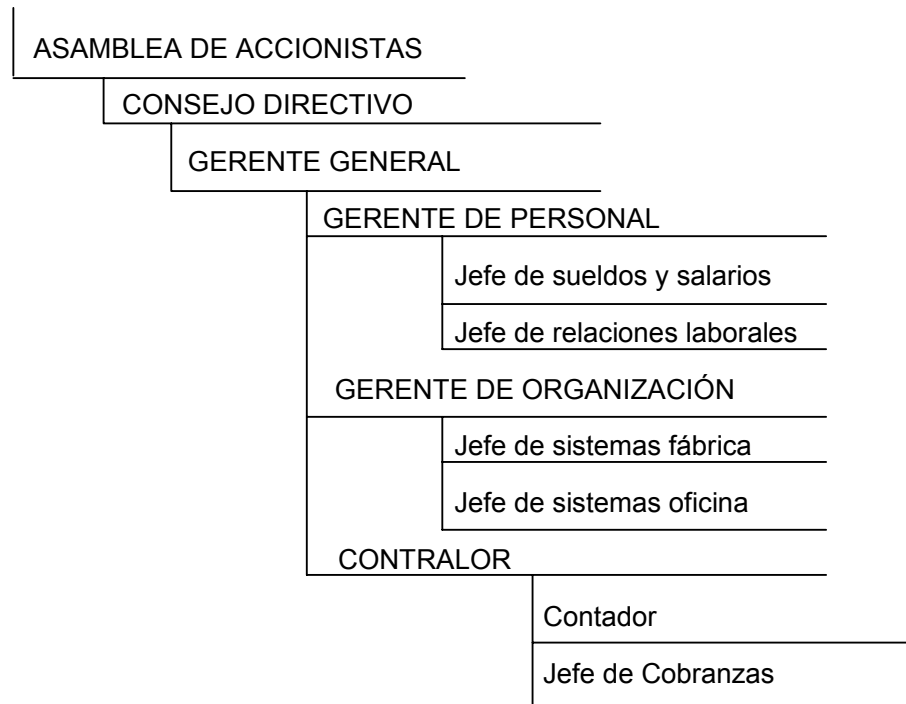 ASAMBLEA DE ACCIONISTAS
CONSEJO DIRECTIVO
GERENTE GENERAL
GERENTE DE PERSONAL
Jefe de sueldos y salarios
Jefe de relaciones laborales
GERENTE DE ORGANIZACIÓN
Jefe de sistemas fábrica
Jefe de sistemas oficina
CONTRALOR
Contador
Jefe de Cobranzas